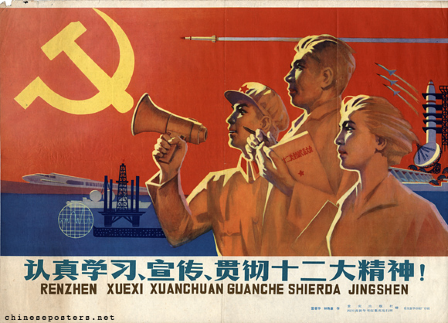 认真学习、宣传、贯彻十二大精神！
RENZHEN XUEXI XUANCHUAN GUANCHE SHIERDA JINGSHEN
chineseposters.net